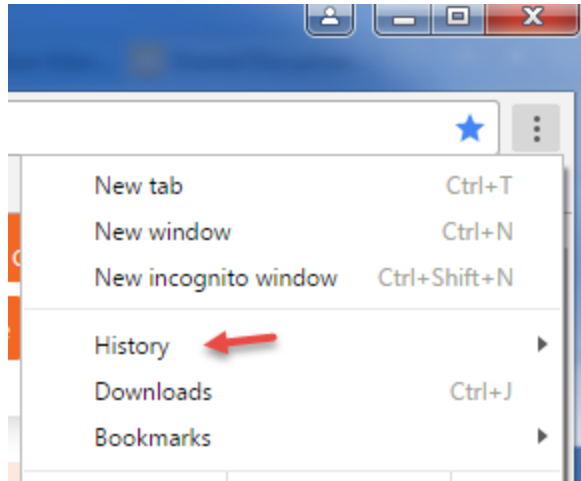 New tab Ctrl+T
New window Ctrl+N
New incognito window Ctrl+Shift+N
History
Downloads Ctrl+J
Bookmarks